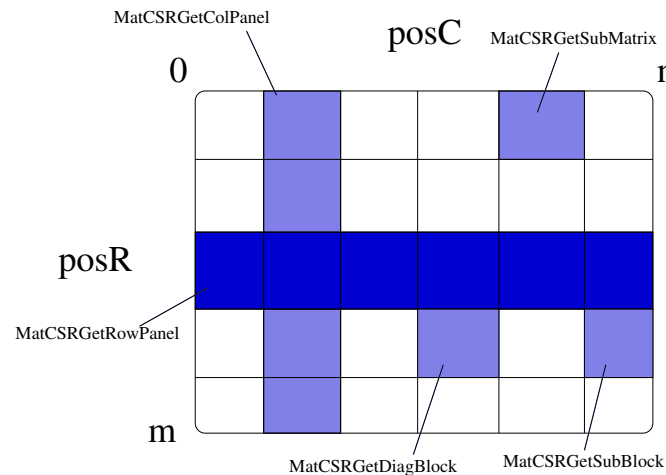 MatCSRGetColPanel
posC
MatCSRGetSubMatrix
0
posR
MatCSRGetRowPanel
m
MatCSRGetDiagBlock
MatCSRGetSubBlock